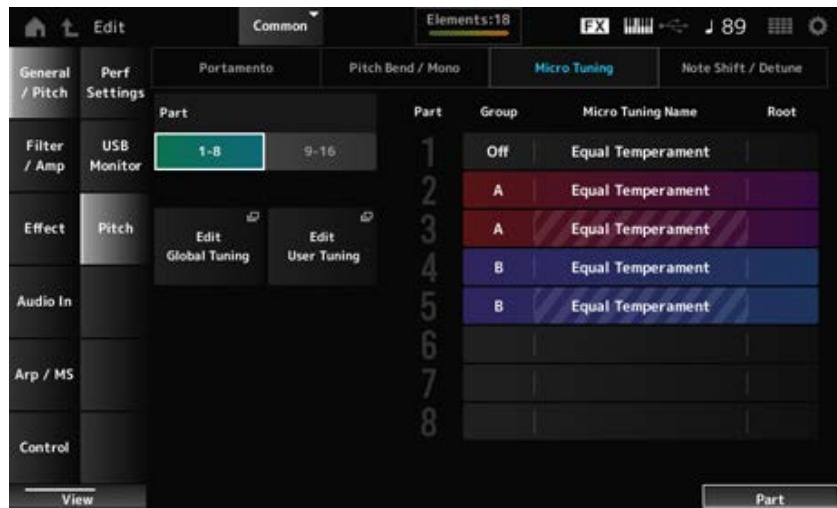 Edit
Common
Elements:18
FX
♩ 89
General / Pitch
Perf Settings
Portamento
Pitch Bend / Mono
Micro Tuning
Note Shift / Detune
Part
Part
Group
Micro Tuning Name
Root
Filter / Amp
USB Monitor
1-8
9-16
1
Off
Equal Temperament
2
A
Equal Temperament
Effect
Pitch
Edit Global Tuning
Edit User Tuning
3
A
Equal Temperament
4
B
Equal Temperament
Audio In
5
B
Equal Temperament
6
Arp / MS
7
8
Control
View
Part